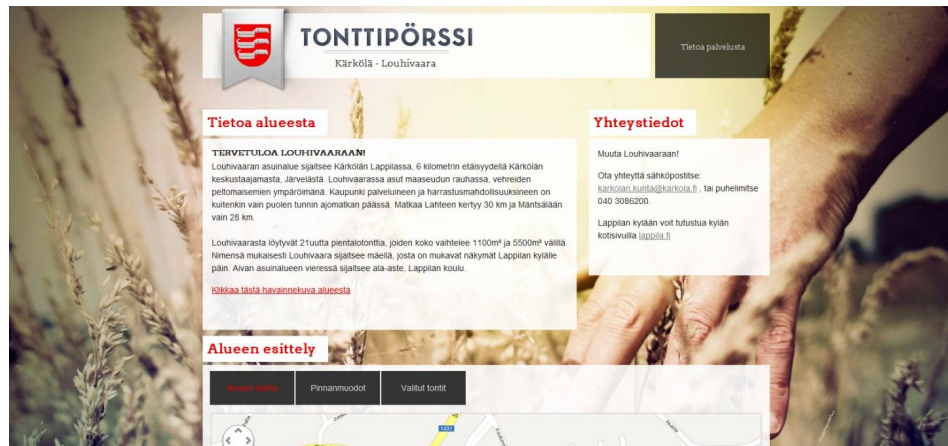 TONTTIPÖRSSI
Kärkölä - Louhivaara
Tietoa palvelusta
Tietoa alueesta
TERVETULOA LOUHIVAARAAN!
Louhivaaran asuinalue sijaitsee Kärkölän Lappilassa, 6 kilometrin etäisyydellä Kärkölän
keskustaajamasta, Järvelästä. Louhivaarassa asut maaseudun rauhassa, vehreiden
peltomaisemien ympäröimänä. Kaupunki palveluineen ja harrastusmahdollisuuksineen on
kuitenkin vain puolen tunnin ajomatkan päässä. Matkaa Lahteen kertyy 30 km ja Mäntsälään
vain 28 km.
Louhivaarasta löytyvät 21uutta pientalotonttia, joiden koko vaihtelee 1100m² ja 5500m² välillä.
Nimensä mukaisesti Louhivaara sijaitsee mäellä, josta on mukavat näkymät Lappilan kylälle
päin. Aivan asuinalueen vieressä sijaitsee ala-aste, Lappilan koulu.
Klikkaa tästä havainnekuva alueesta
Yhteystiedot
Muuta Louhivaaraan!
Ota yhteyttä sähköpostitse:
karkolan.kunta@karkola.fi , tai puhelimitse
040 3086200.
Lappilan kylään voit tutustua kylän
kotisivuilla lappila.fi
Alueen esittely
Alueen kartta
Pinnanmuodot
Valitut tontit
1431